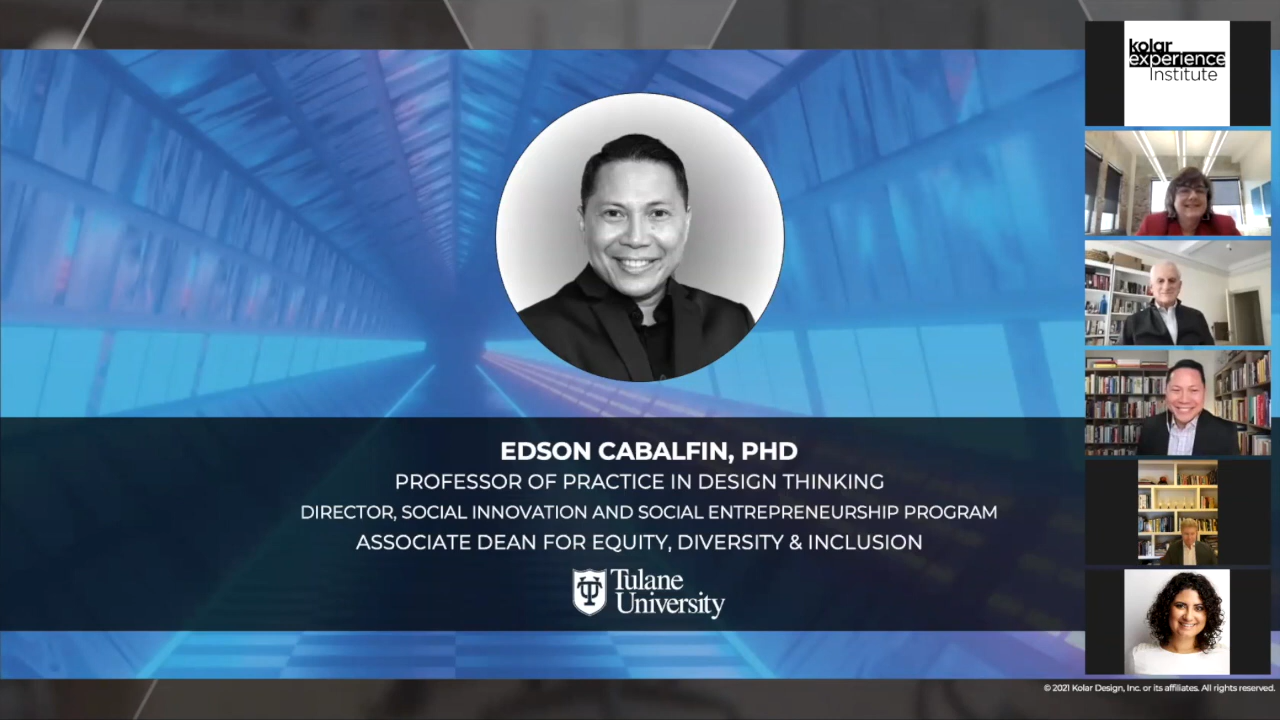 kolar
experience
Institute
EDSON CABALFIN, PHD
PROFESSOR OF PRACTICE IN DESIGN THINKING
DIRECTOR, SOCIAL INNOVATION AND SOCIAL ENTREPRENEURSHIP PROGRAM
ASSOCIATE DEAN FOR EQUITY, DIVERSITY & INCLUSION
Tulane
University
© 2021 Kolar Design, Inc. or its affiliates. All rights reserved.